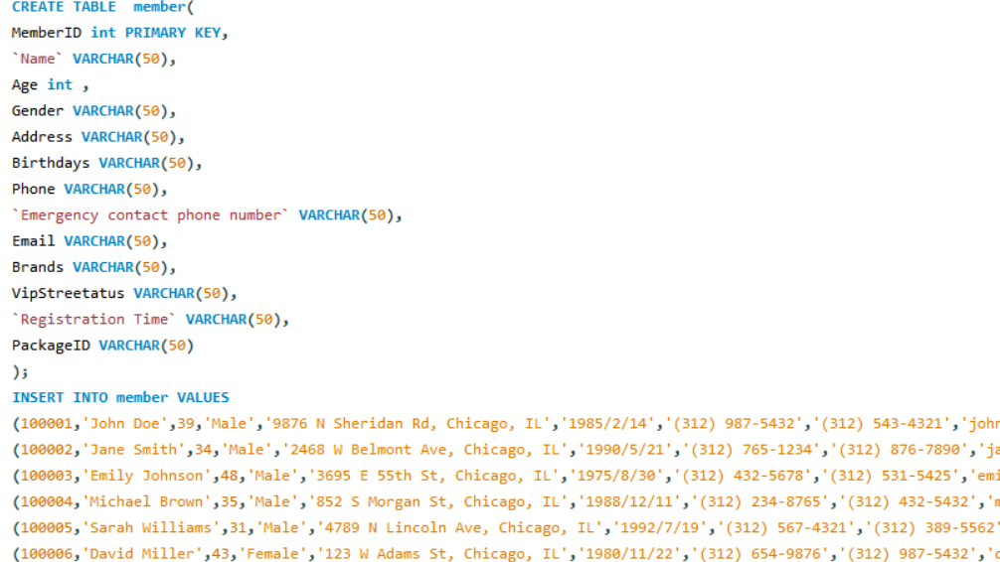 CREATE TABLE  member(
MemberID int PRIMARY KEY,
`Name` VARCHAR(50),
Age int ,
Gender VARCHAR(50),
Address VARCHAR(50),
Birthdays VARCHAR(50),
Phone VARCHAR(50),
`Emergency contact phone number` VARCHAR(50),
Email VARCHAR(50),
Brands VARCHAR(50),
VipStreetatus VARCHAR(50),
`Registration Time` VARCHAR(50),
PackageID VARCHAR(50)
);
INSERT INTO member VALUES
(100001,'John Doe',39,'Male','9876 N Sheridan Rd, Chicago, IL','1985/2/14','(312) 987-5432','(312) 543-4321','john
(100002,'Jane Smith',34,'Male','2468 W Belmont Ave, Chicago, IL','1990/5/21','(312) 765-1234','(312) 876-7890','ja
(100003,'Emily Johnson',48,'Male','3695 E 55th St, Chicago, IL','1975/8/30','(312) 432-5678','(312) 531-5425','emi
(100004,'Michael Brown',35,'Male','852 S Morgan St, Chicago, IL','1988/12/11','(312) 234-8765','(312) 432-5432','m
(100005,'Sarah Williams',31,'Male','4789 N Lincoln Ave, Chicago, IL','1992/7/19','(312) 567-4321','(312) 389-5562'
(100006,'David Miller',43,'Female','123 W Adams St, Chicago, IL','1980/11/22','(312) 654-9876','(312) 987-5432','d